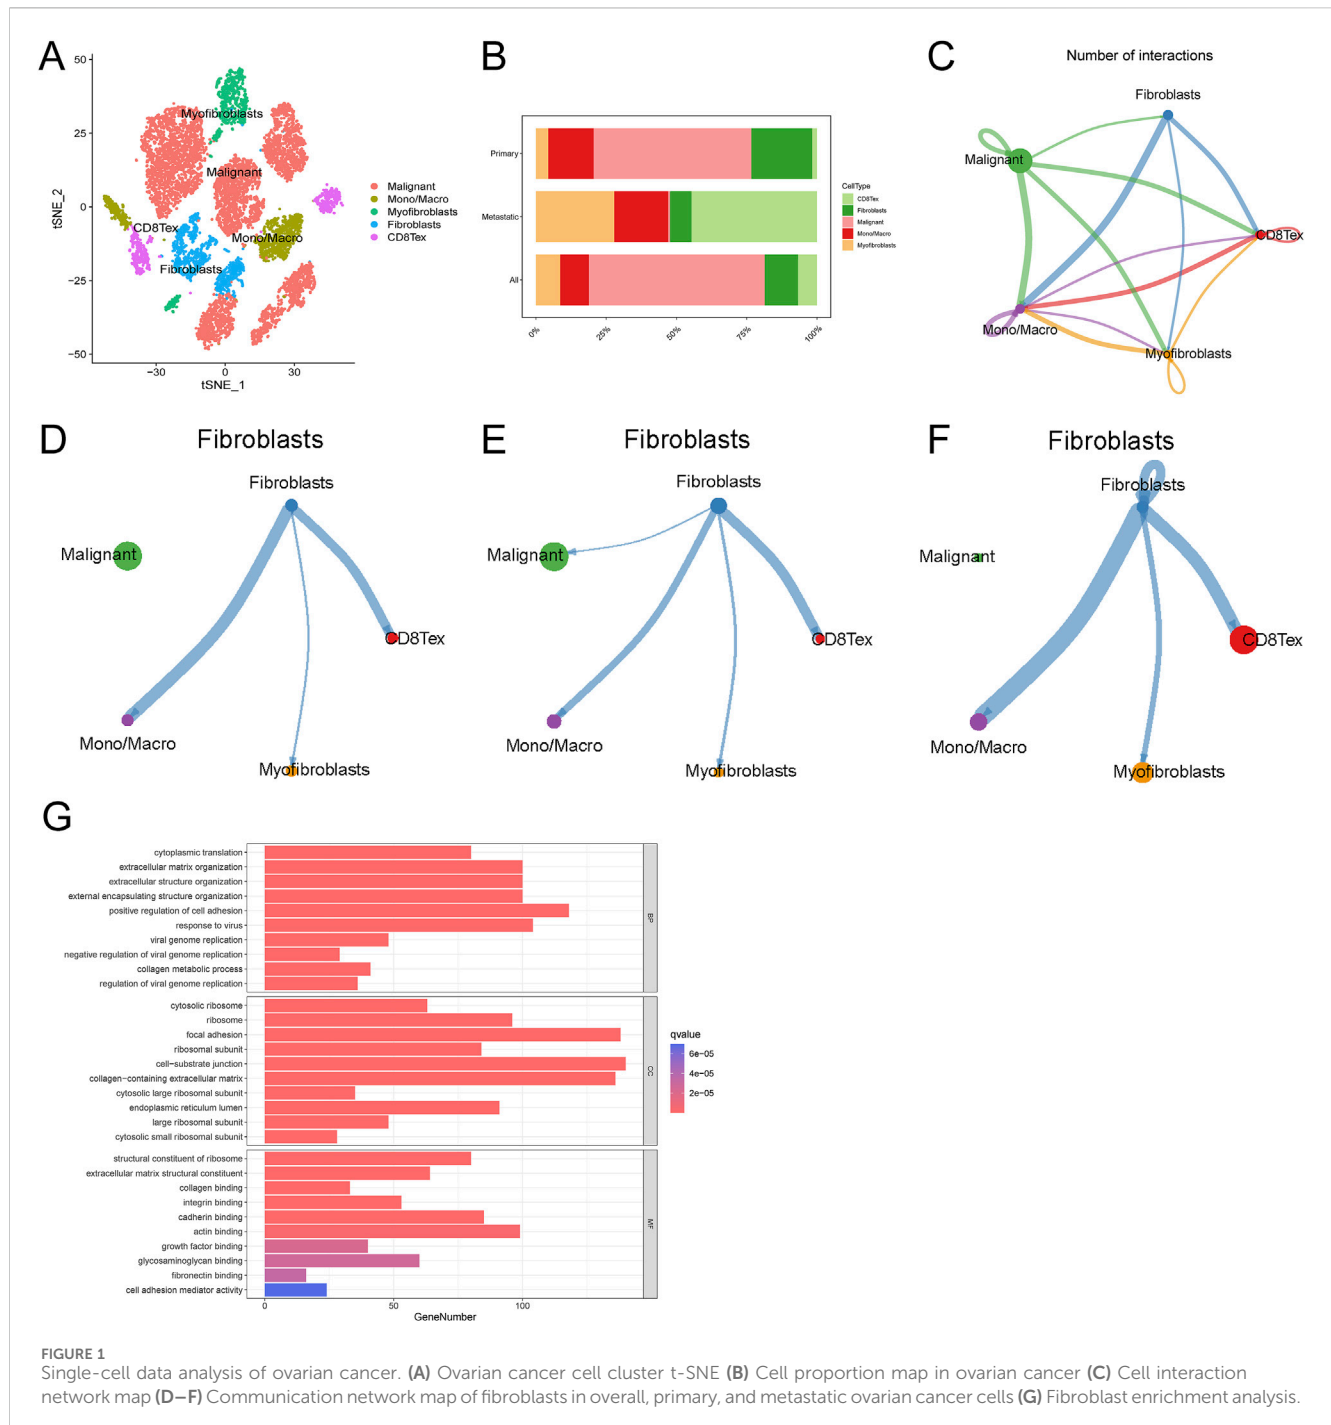 A
50
25
0
−25
−50
tSNE_2
−30
0
30
tSNE_1
Myofibroblasts
Malignant
CD8Tex
Mono/Macro
Fibroblasts
Malignant
Mono/Macro
Myofibroblasts
Fibroblasts
CD8Tex
B
Primary
Metastatic
All
0%
25%
50%
75%
100%
CellType
CD8Tex
Fibroblasts
Malignant
Mono/Macro
Myofibroblasts
C
Number of interactions
Fibroblasts
Malignant
CD8Tex
Mono/Macro
Myofibroblasts
D
Fibroblasts
Fibroblasts
Malignant
CD8Tex
Mono/Macro
Myofibroblasts
E
Fibroblasts
Fibroblasts
Malignant
CD8Tex
Mono/Macro
Myofibroblasts
F
Fibroblasts
Fibroblasts
Malignant
CD8Tex
Mono/Macro
Myofibroblasts
G
cytoplasmic translation
extracellular matrix organization
extracellular structure organization
external encapsulating structure organization
positive regulation of cell adhesion
response to virus
viral genome replication
negative regulation of viral genome replication
collagen metabolic process
regulation of viral genome replication
BP
cytosolic ribosome
ribosome
focal adhesion
ribosomal subunit
cell−substrate junction
collagen−containing extracellular matrix
cytosolic large ribosomal subunit
endoplasmic reticulum lumen
large ribosomal subunit
cytosolic small ribosomal subunit
CC
structural constituent of ribosome
extracellular matrix structural constituent
collagen binding
integrin binding
cadherin binding
actin binding
growth factor binding
glycosaminoglycan binding
fibronectin binding
cell adhesion mediator activity
MF
0
50
100
GeneNumber
qvalue
6e−05
4e−05
2e−05
FIGURE 1
Single-cell data analysis of ovarian cancer. (A) Ovarian cancer cell cluster t-SNE (B) Cell proportion map in ovarian cancer (C) Cell interaction
network map (D–F) Communication network map of fibroblasts in overall, primary, and metastatic ovarian cancer cells (G) Fibroblast enrichment analysis.